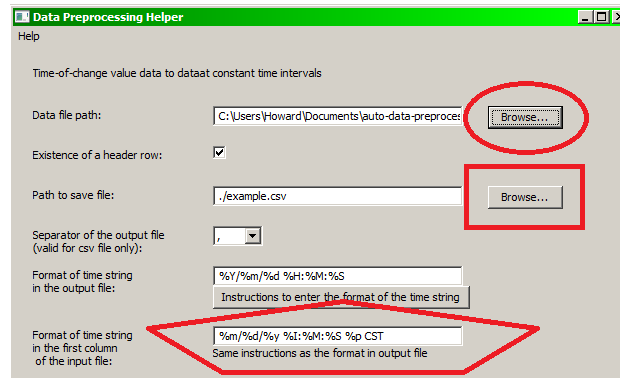 Data Preprocessing Helper
Help
Time-of-change value data to dataat constant time intervals
Data file path:
C:\Users\Howard\Documents\auto-data-preproces
Browse...
Existence of a header row:
Path to save file:
./example.csv
Browse...
Separator of the output file
(valid for csv file only):
,
Format of time string
in the output file:
%Y/%m/%d %H:%M:%S
Instructions to enter the format of the time string
Format of time string
in the first column
of the input file:
%m/%d/%y %I:%M:%S %p CST
Same instructions as the format in output file